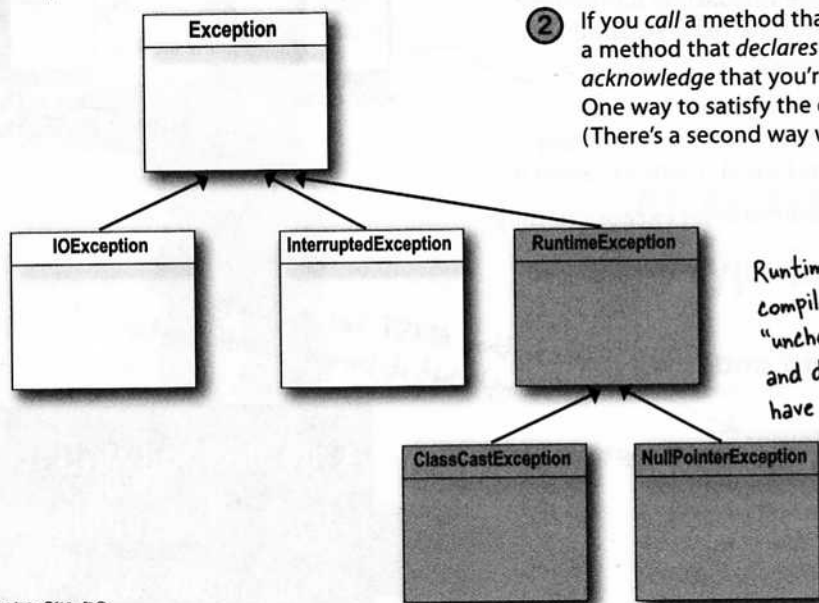 Exception
2 If you call a method tha
a method that declares
acknowledge that you'r
One way to satisfy the
(There's a second way
IOException
InterruptedException
RuntimeException
Runtim
compil
"unche
and d
have
ClassCastException
NullPointerException